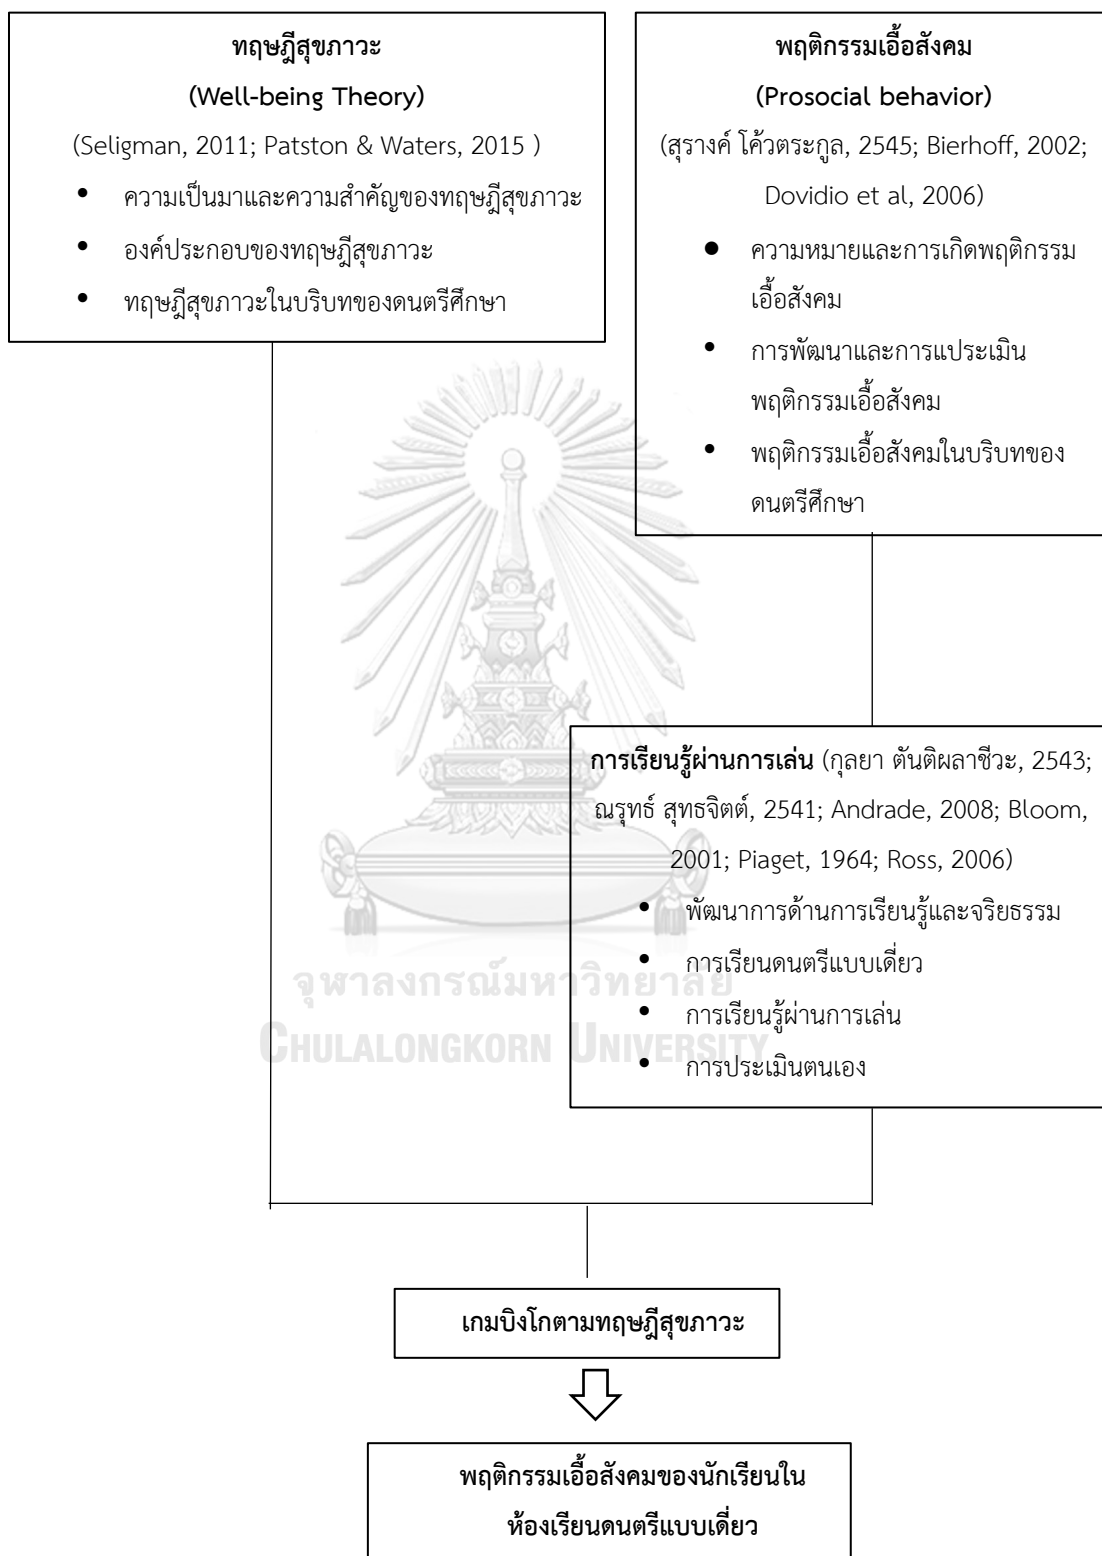 ทฤษฎีสุขภาวะ
(Well-being Theory)
(Seligman, 2011; Patston & Waters, 2015 )
• ความเป็นมาและความสำคัญของทฤษฎีสุขภาวะ
• องค์ประกอบของทฤษฎีสุขภาวะ
• ทฤษฎีสุขภาวะในบริบทของดนตรีศึกษา
พฤติกรรมเอื้อสังคม
(Prosocial behavior)
(สุรางค์ โค้วตระกูล, 2545; Bierhoff, 2002;
Dovidio et al, 2006)
• ความหมายและการเกิดพฤติกรรม
เอื้อสังคม
• การพัฒนาและการแประเมิน
พฤติกรรมเอื้อสังคม
• พฤติกรรมเอื้อสังคมในบริบทของ
ดนตรีศึกษา
การเรียนรู้ผ่านการเล่น (กุลยา ตันติผลาชีวะ, 2543;
ณรุทธ์ สุทธจิตต์, 2541; Andrade, 2008; Bloom,
2001; Piaget, 1964; Ross, 2006)
• พัฒนาการด้านการเรียนรู้และจริยธรรม
• การเรียนดนตรีแบบเดี่ยว
• การเรียนรู้ผ่านการเล่น
• การประเมินตนเอง
จุฬาลงกรณ์มหาวิทยาลัย
CHULALONGKORN UNIVERSITY
เกมบิงโกตามทฤษฎีสุขภาวะ
พฤติกรรมเอื้อสังคมของนักเรียนใน
ห้องเรียนดนตรีแบบเดี่ยว